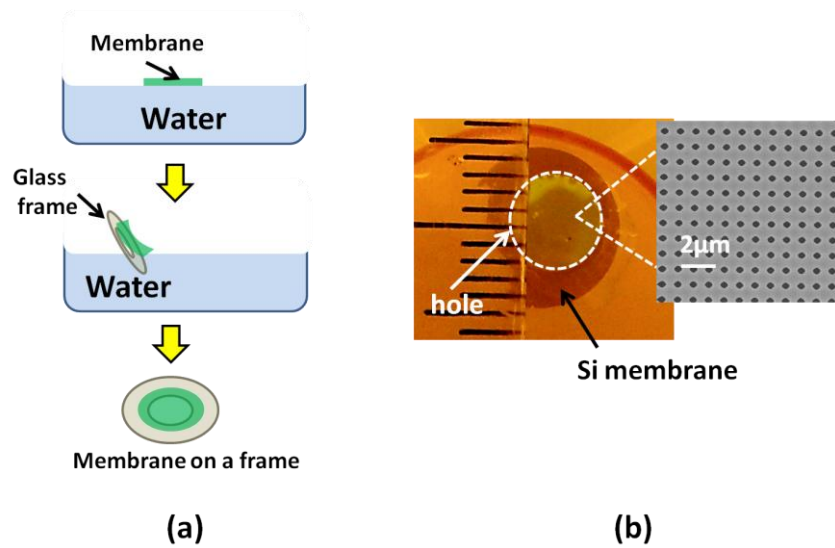 Membrane
Water
Glass
frame
Water
Membrane on a frame
(a)
hole
2μm
Si membrane
(b)